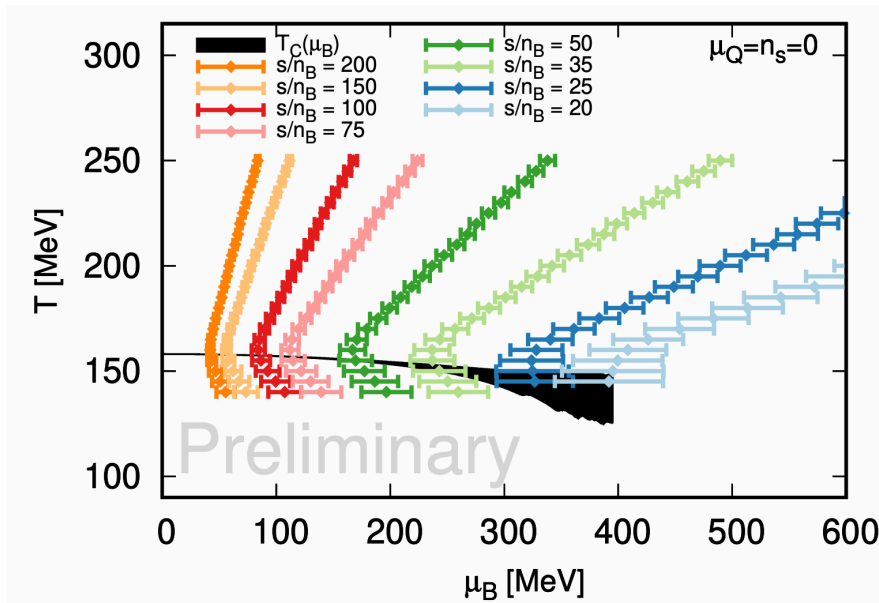 T_C(μ_B)
s/n_B = 200
s/n_B = 150
s/n_B = 100
s/n_B = 75
s/n_B = 50
s/n_B = 35
s/n_B = 25
s/n_B = 20
μ_Q=n_s=0
300
250
200
150
100
T [MeV]
Preliminary
0 100 200 300 400 500 600
μ_B [MeV]